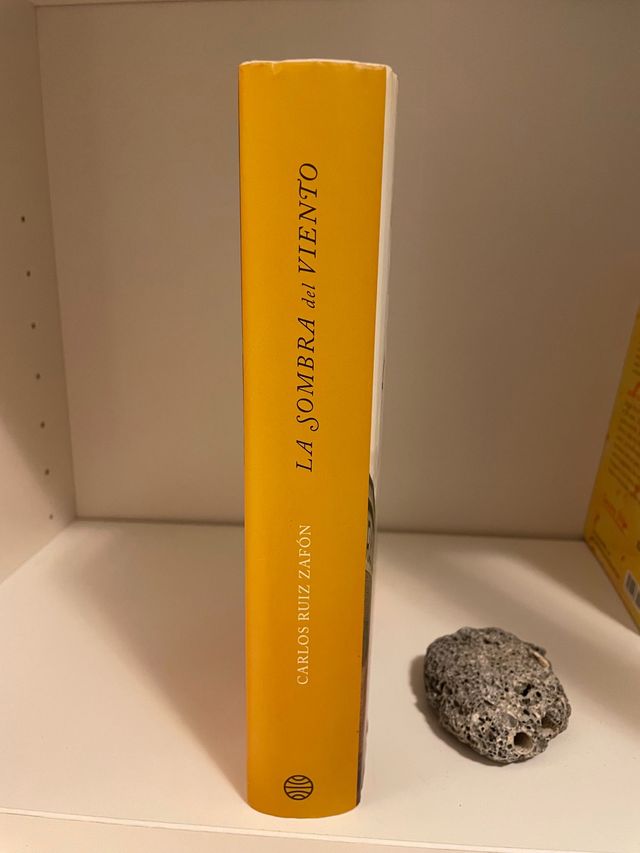 LA SOMBRA del VIENTO
CARLOS RUIZ ZAFÓN